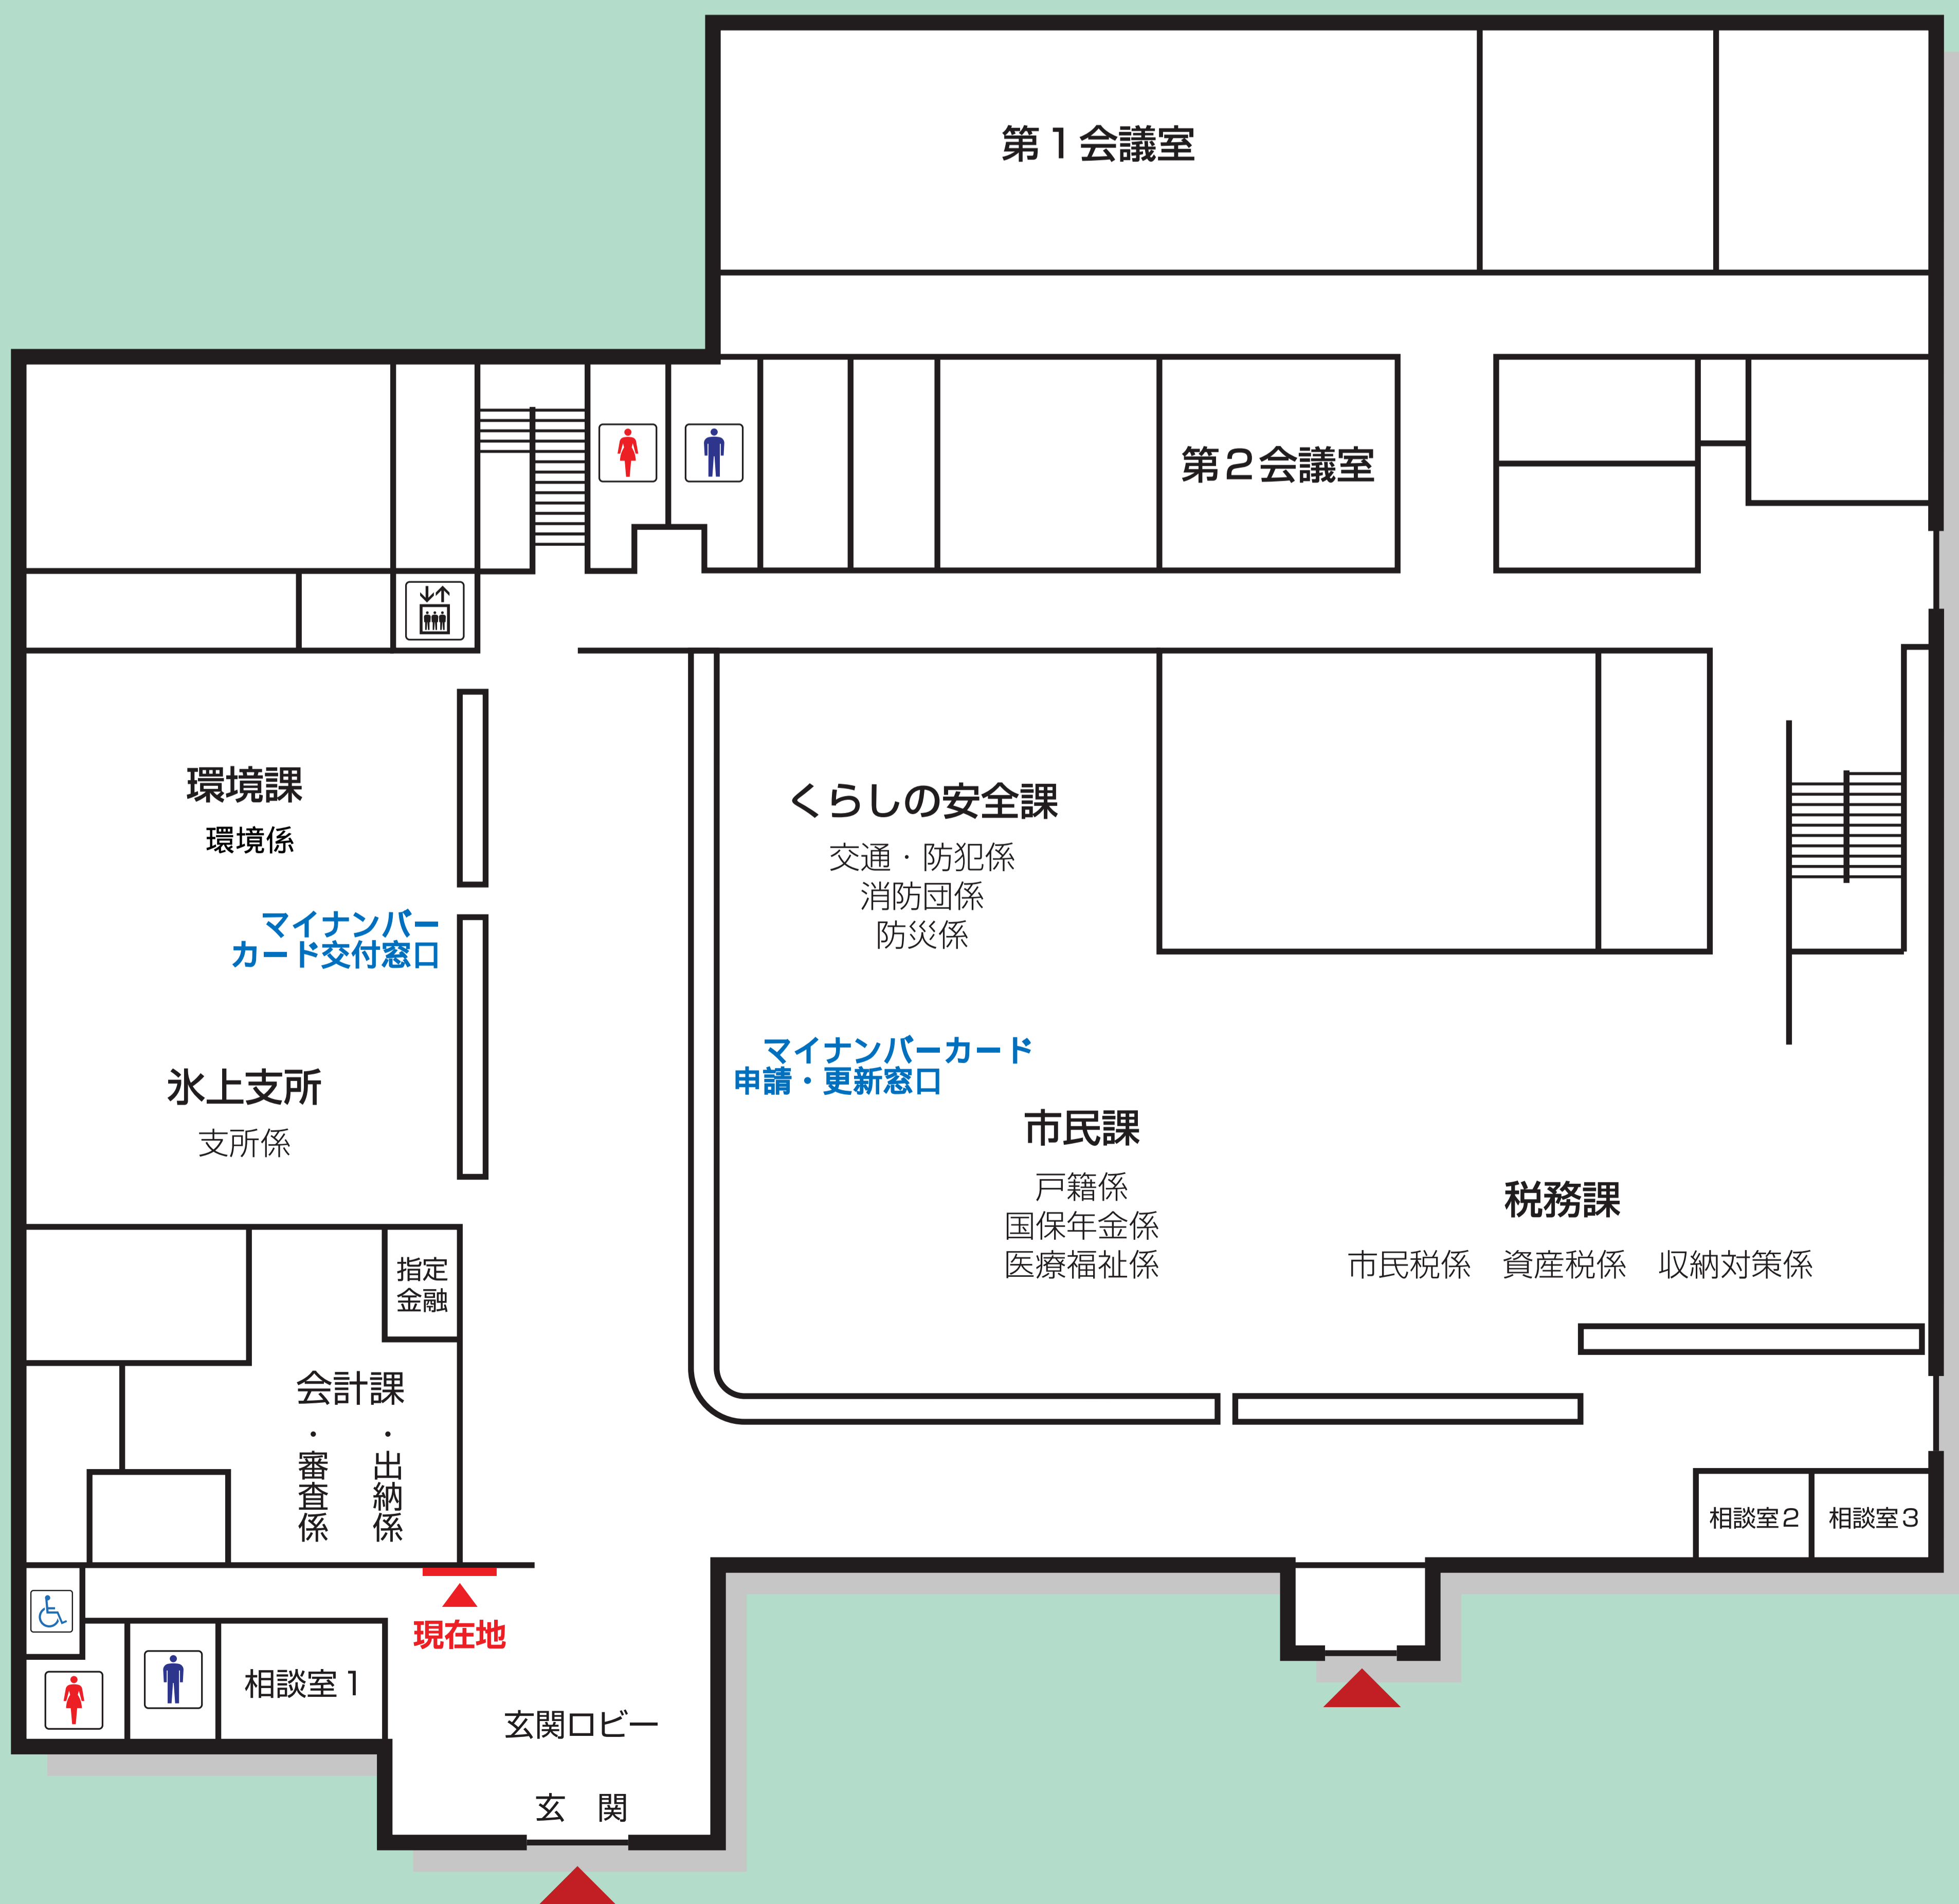 第1会議室
第2会議室
環境課
環境係
マイナンバー
カード交付窓口
氷上支所
支所係
くらしの安全課
交通・防犯係
消防団係
防災係
マイナンバーカード
申請・更新窓口
市民課
戸籍係
国保年金係
医療福祉係
税務課
市民税係 資産税係 収納対策係
指定
金融
会計課
・出納係
・審査係
相談室2
相談室3
現在地
相談室1
玄関ロビー
玄 関